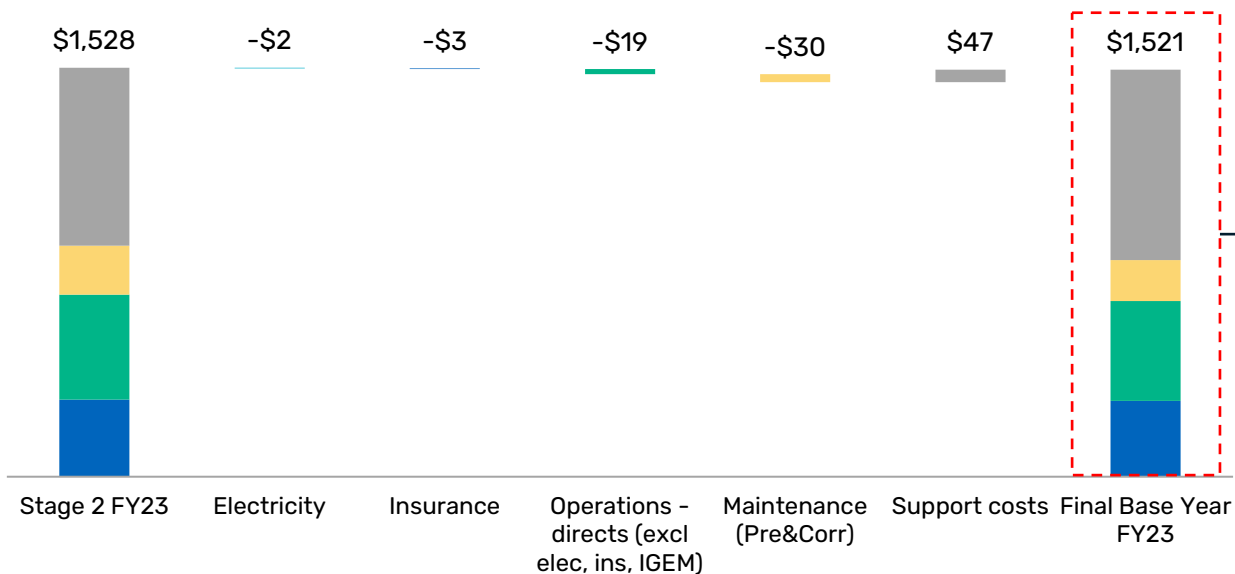 $1,528
-$2
-$3
-$19
-$30
$47
$1,521
Stage 2 FY23
Electricity
Insurance
Operations -
directs (excl
elec, ins, IGEM)
Maintenance
(Pre&Corr)
Support costs
Final Base Year
FY23